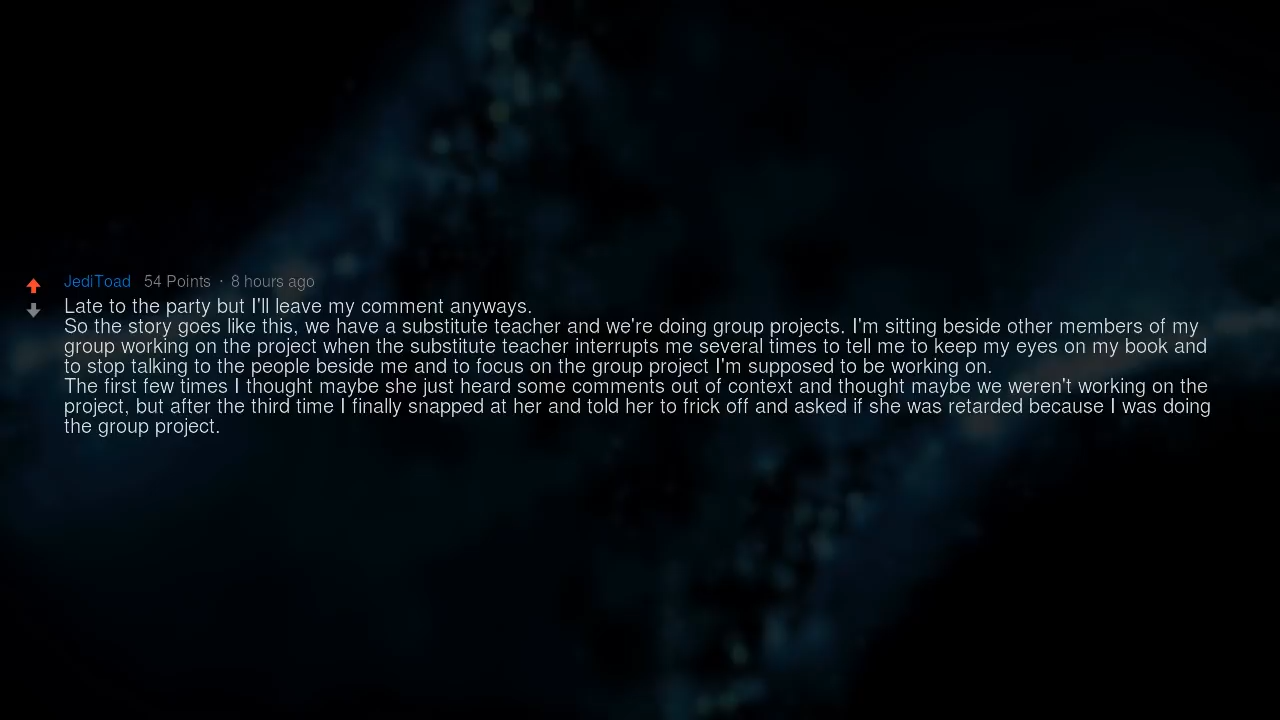 JediToad 54 Points · 8 hours ago
Late to the party but I'll leave my comment anyways.
So the story goes like this, we have a substitute teacher and we're doing group projects. I'm sitting beside other members of my
group working on the project when the substitute teacher interrupts me several times to tell me to keep my eyes on my book and
to stop talking to the people beside me and to focus on the group project I'm supposed to be working on.
The first few times I thought maybe she just heard some comments out of context and thought maybe we weren't working on the
project, but after the third time I finally snapped at her and told her to frick off and asked if she was retarded because I was doing
the group project.